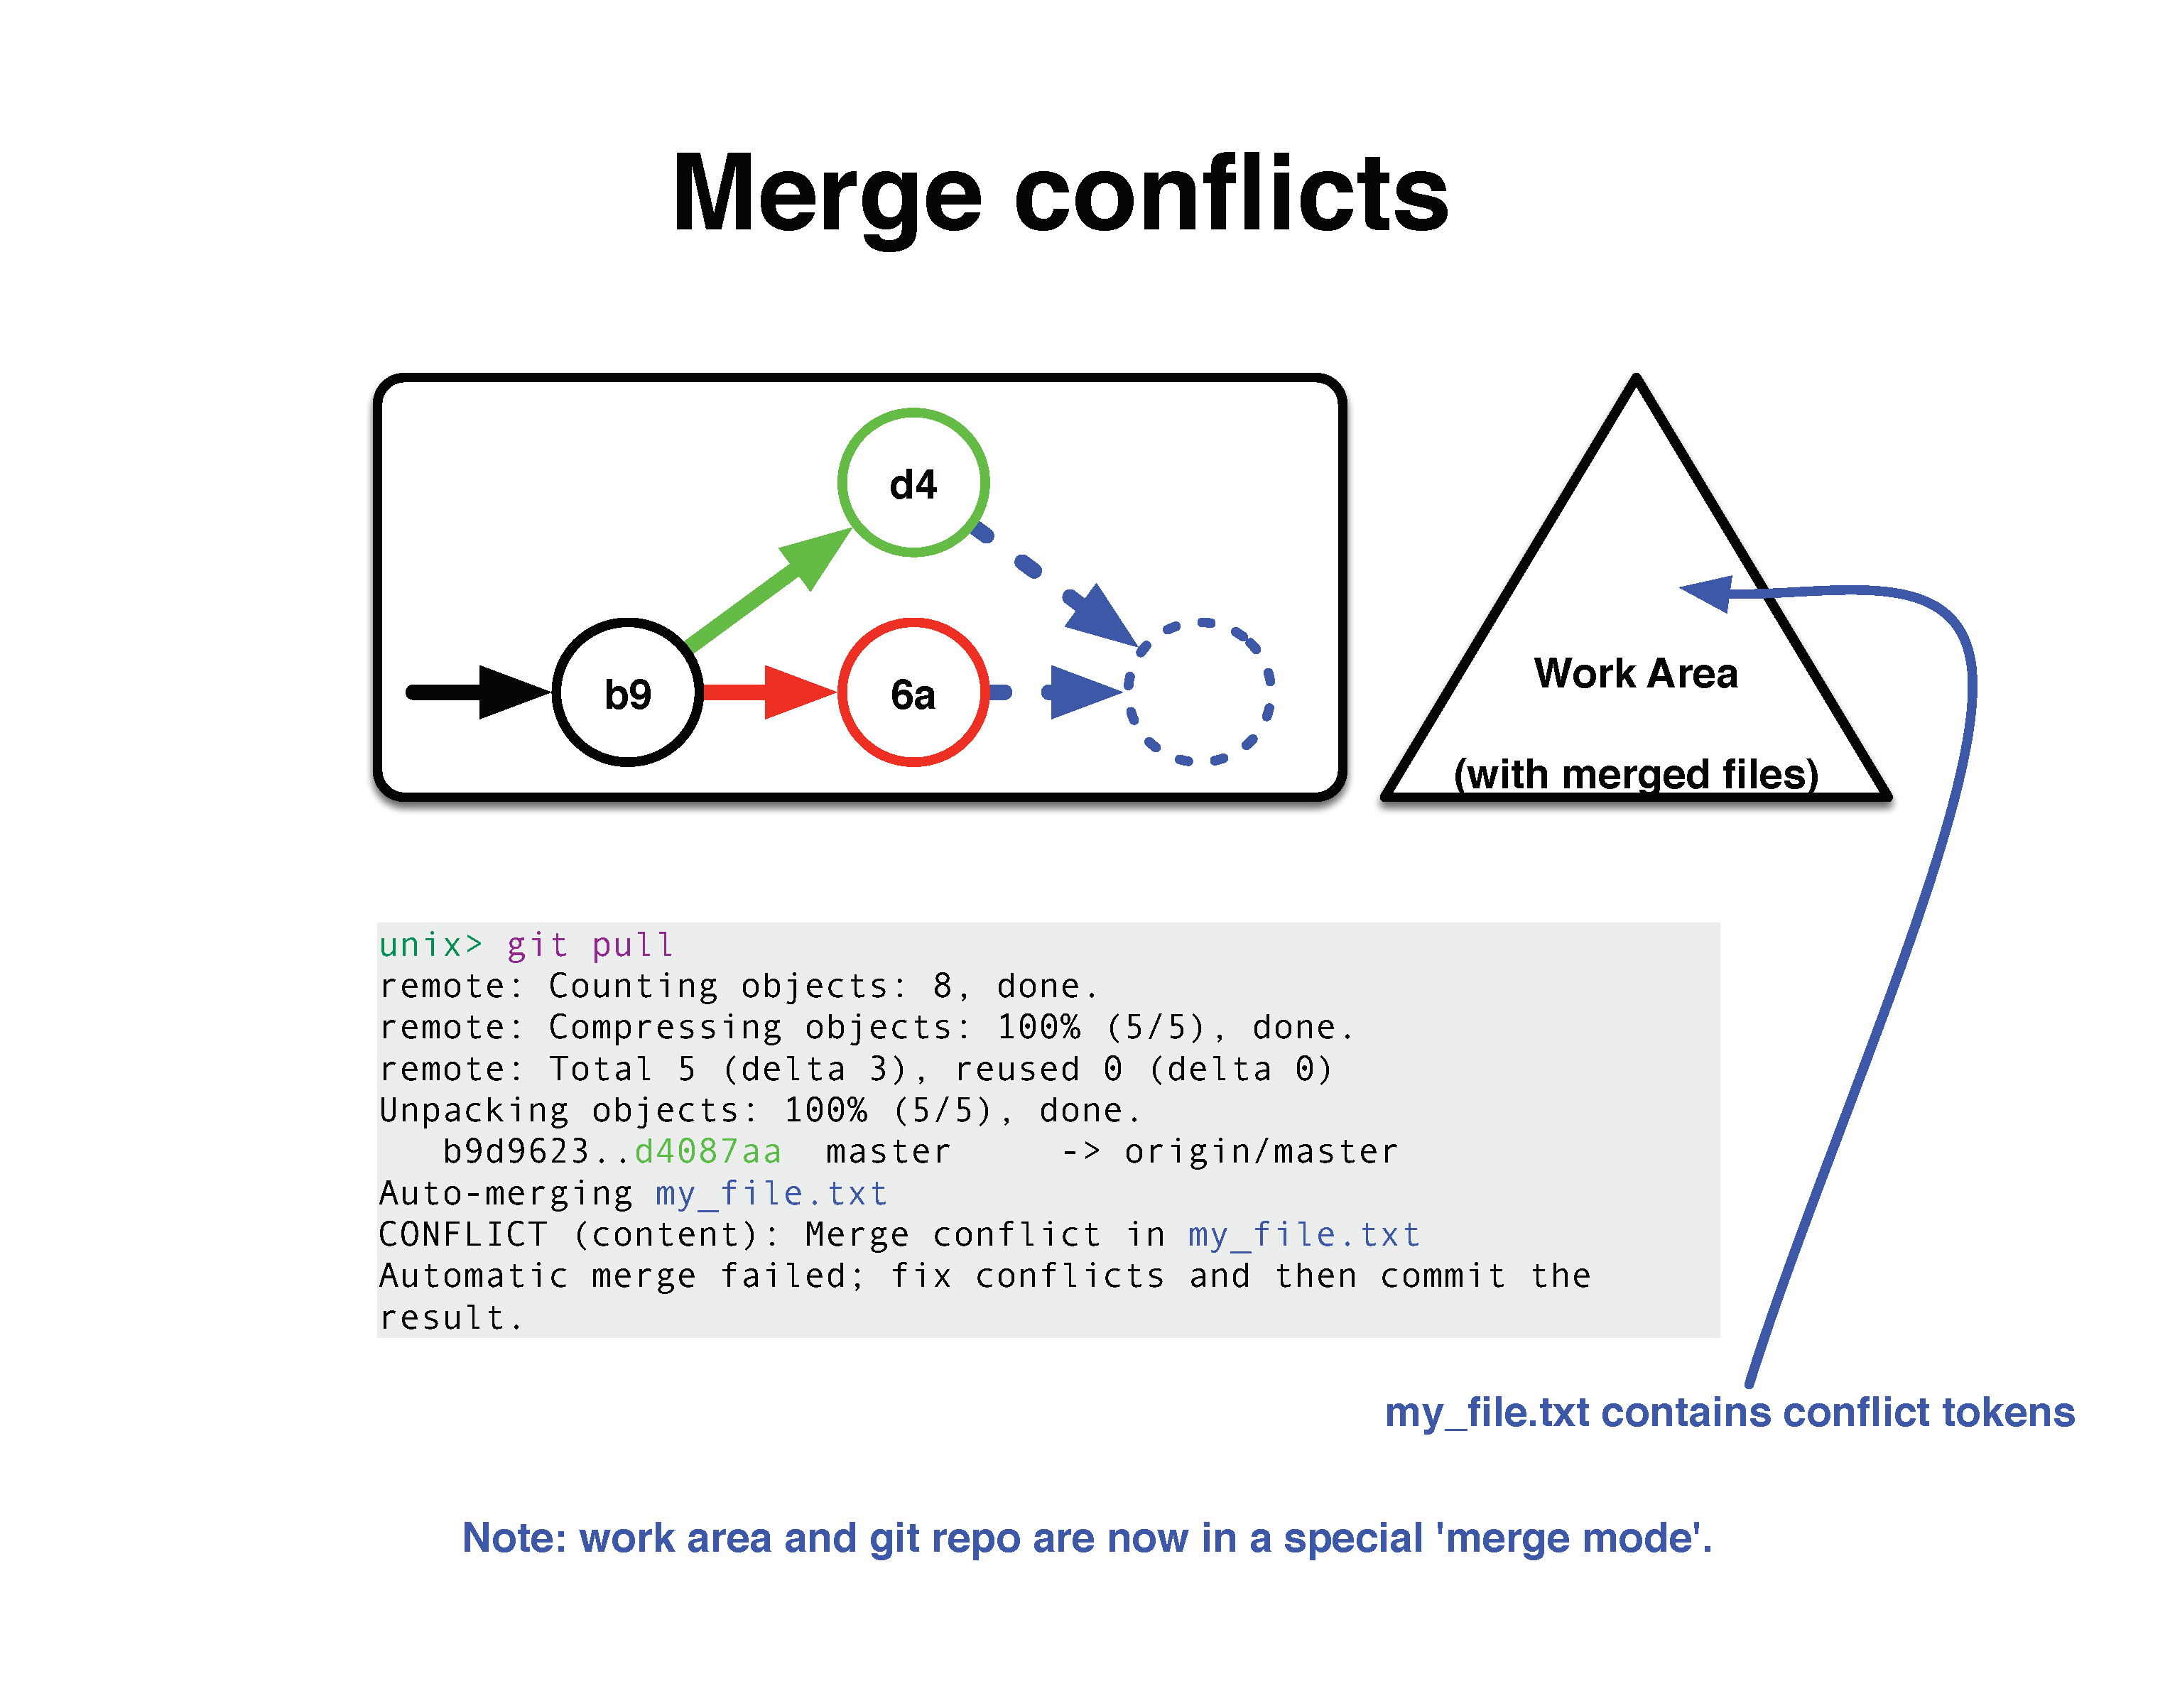 Merge conflicts
d4
b9
6a
Work Area
(with merged files)
unix> git pull
remote: Counting objects: 8, done.
remote: Compressing objects: 100% (5/5), done.
remote: Total 5 (delta 3), reused 0 (delta 0)
Unpacking objects: 100% (5/5), done.
   b9d9623..d4087aa  master     -> origin/master
Auto-merging my_file.txt
CONFLICT (content): Merge conflict in my_file.txt
Automatic merge failed; fix conflicts and then commit the
result.
my_file.txt contains conflict tokens
Note: work area and git repo are now in a special 'merge mode'.